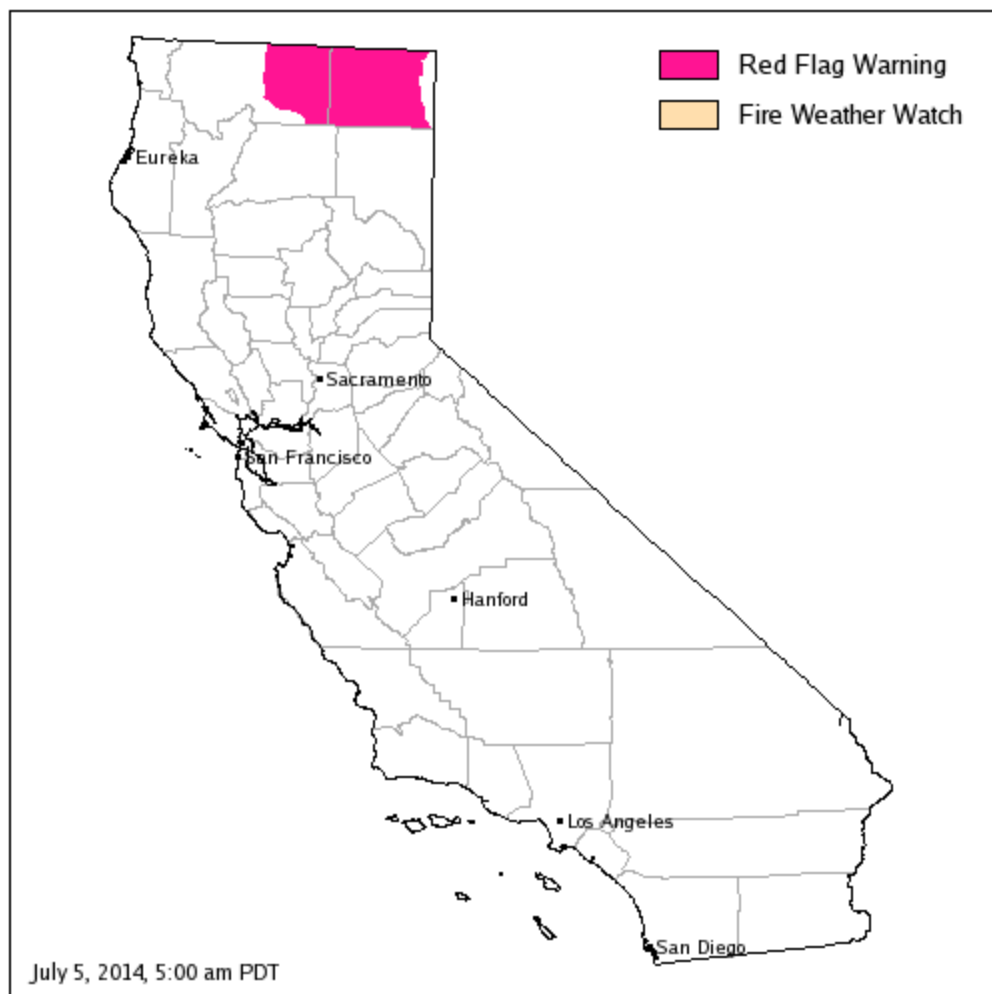 Red Flag Warning
Fire Weather Watch
Eureka
Sacramento
San Francisco
Hanford
Los Angeles
San Diego
July 5, 2014, 5:00 am PDT